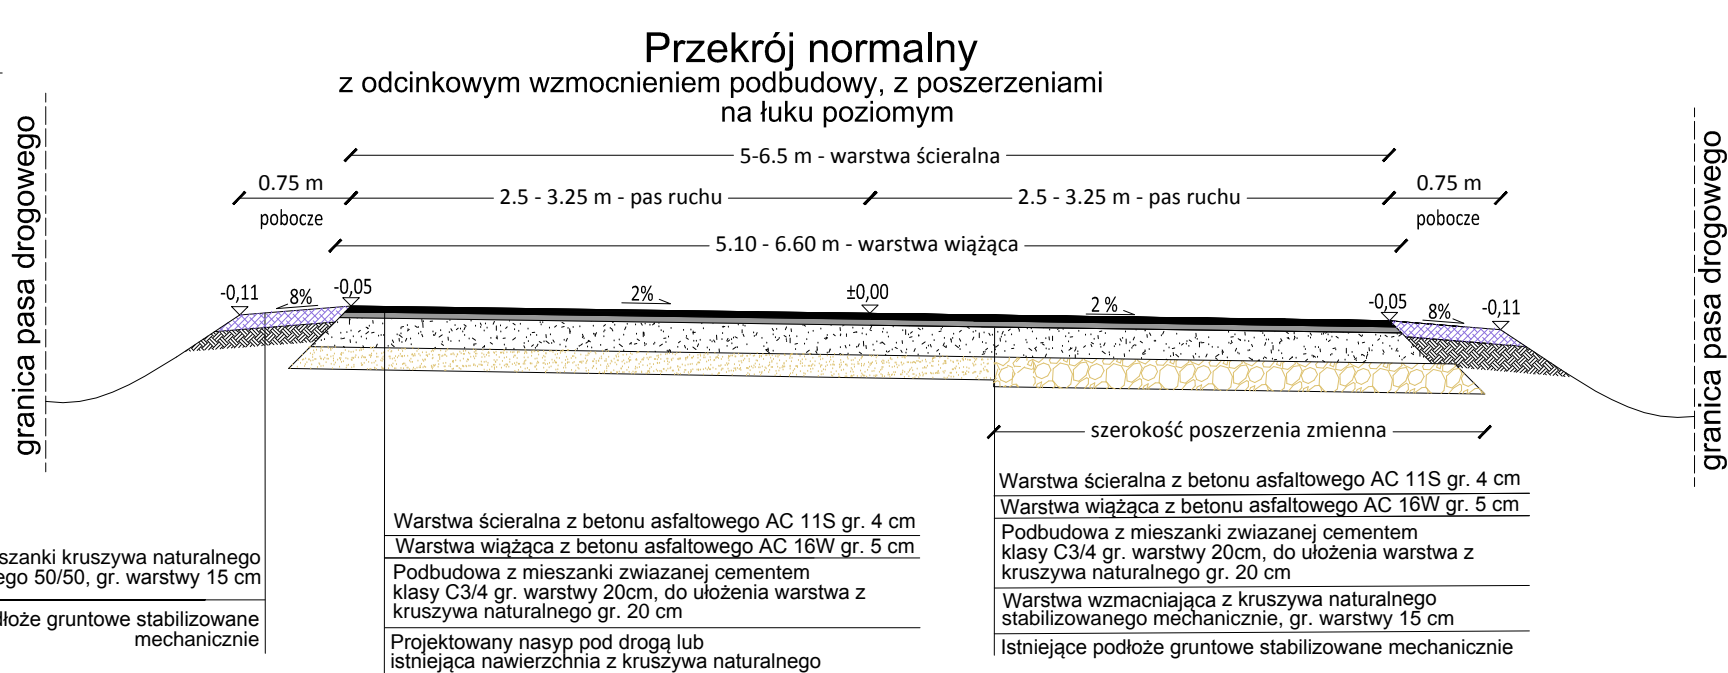 Przekrój normalny
z odcinkowym wzmocnieniem podbudowy, z poszerzeniami
na łuku poziomym
granica pasa drogowego
5-6.5 m - warstwa ścieralna
0.75 m
pobocze
2.5 - 3.25 m - pas ruchu
2.5 - 3.25 m - pas ruchu
0.75 m
pobocze
5.10 - 6.60 m - warstwa wiążąca
-0,11
8%
-0,05
2%
±0,00
2 %
-0,05
8%
-0,11
granica pasa drogowego
szerokość poszerzenia zmienna
szanki kruszywa naturalnego
ego 50/50, gr. warstwy 15 cm
łoże gruntowe stabilizowane
mechanicznie
Warstwa ścieralna z betonu asfaltowego AC 11S gr. 4 cm
Warstwa wiążąca z betonu asfaltowego AC 16W gr. 5 cm
Podbudowa z mieszanki zwiazanej cementem
klasy C3/4 gr. warstwy 20cm, do ułożenia warstwa z
kruszywa naturalnego gr. 20 cm
Projektowany nasyp pod drogą lub
istniejąca nawierzchnia z kruszywa naturalnego
Warstwa ścieralna z betonu asfaltowego AC 11S gr. 4 cm
Warstwa wiążąca z betonu asfaltowego AC 16W gr. 5 cm
Podbudowa z mieszanki zwiazanej cementem
klasy C3/4 gr. warstwy 20cm, do ułożenia warstwa z
kruszywa naturalnego gr. 20 cm
Warstwa wzmacniająca z kruszywa naturalnego
stabilizowanego mechanicznie, gr. warstwy 15 cm
Istniejące podłoże gruntowe stabilizowane mechanicznie